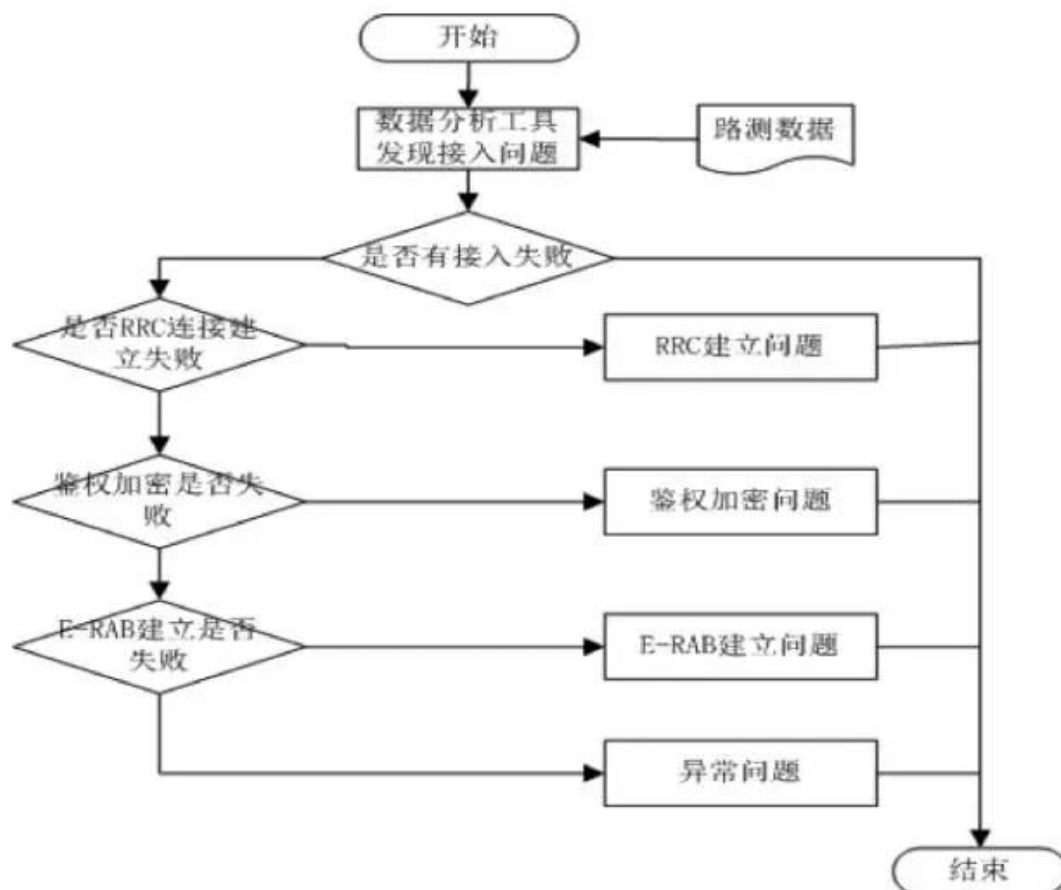 开始
数据分析工具
发现接入问题
路测数据
是否有接入失败
是否RRC连接建
立失败
RRC建立问题
鉴权加密是否失
败
鉴权加密问题
E-RAB建立是否
失败
E-RAB建立问题
异常问题
结束